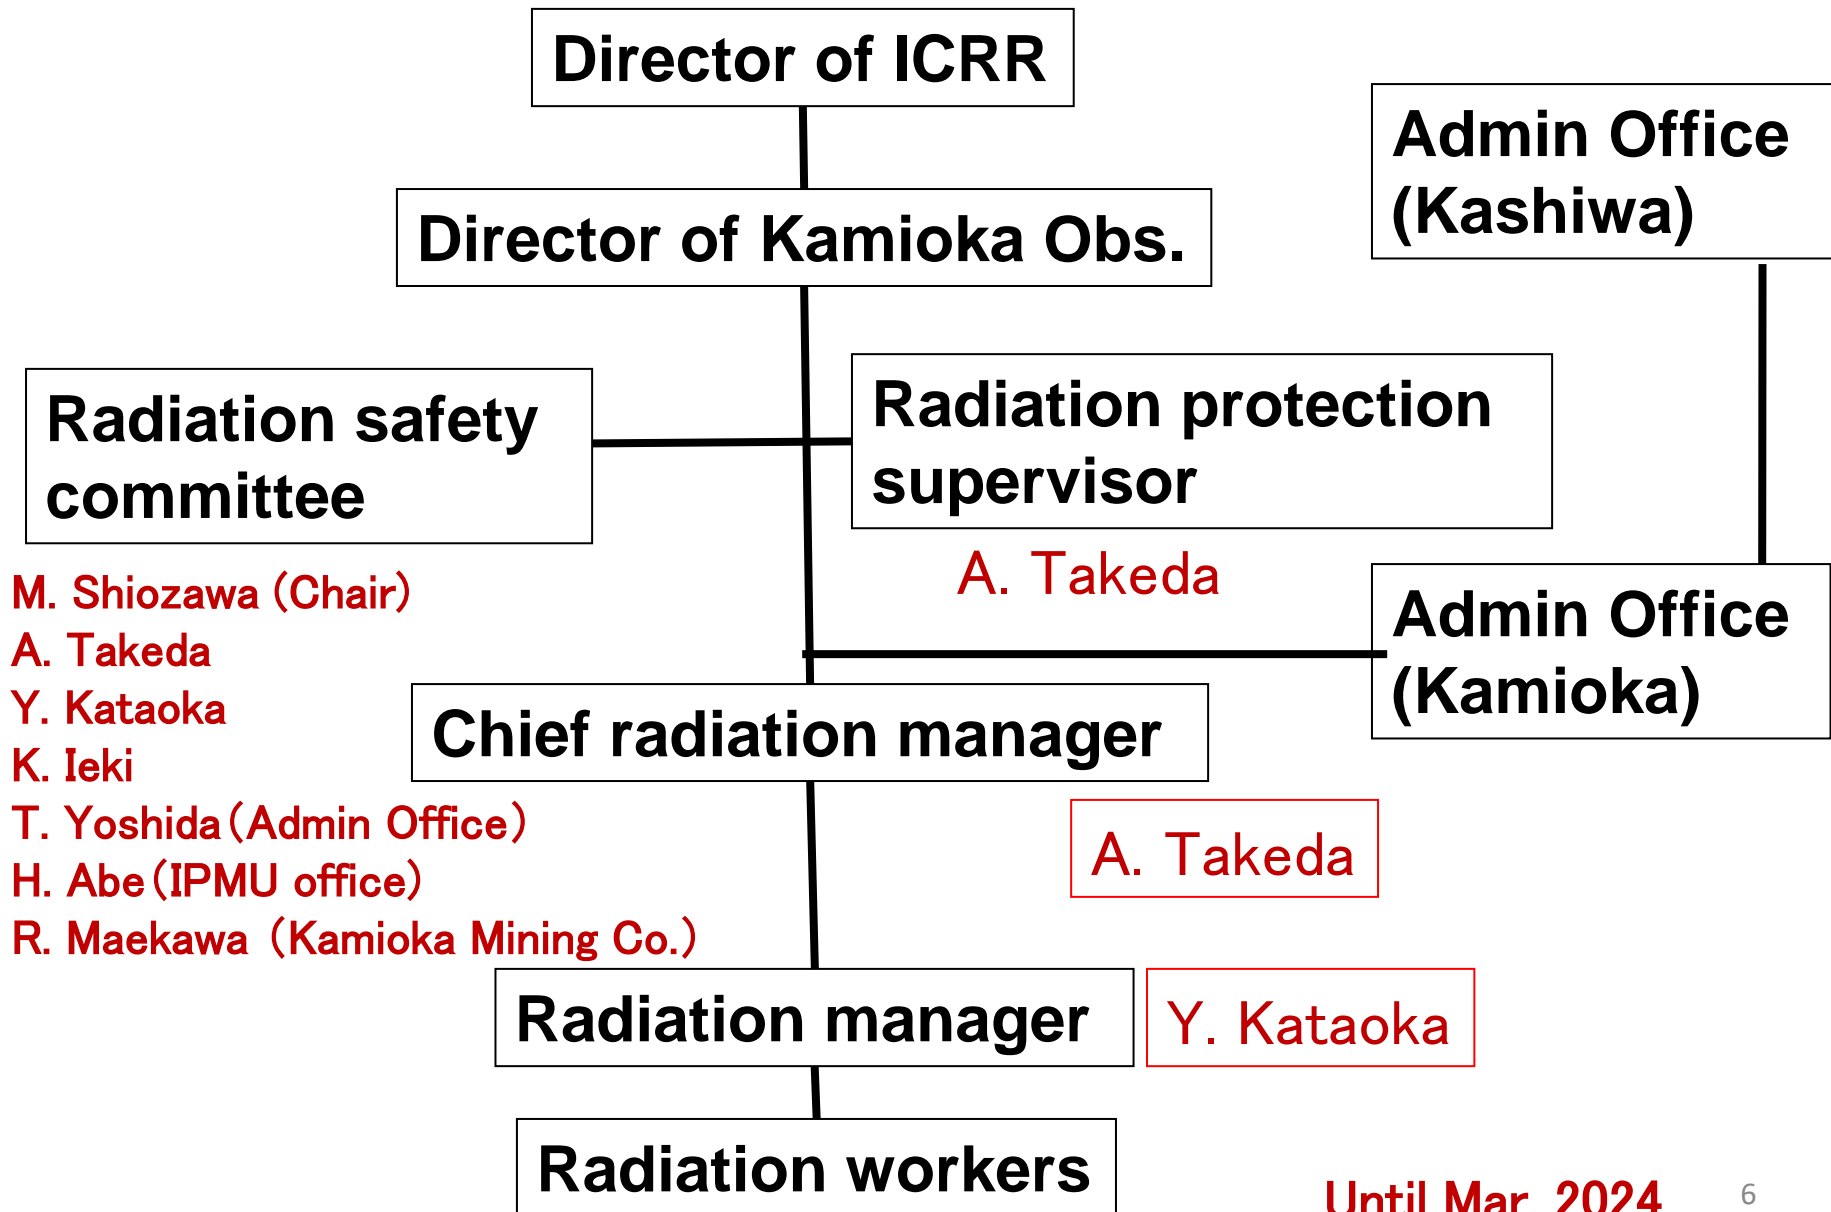 Director of ICRR
Admin Office
(Kashiwa)
Director of Kamioka Obs.
Radiation safety
committee
Radiation protection
supervisor
A. Takeda
M. Shiozawa (Chair)
A. Takeda
Y. Kataoka
K. Ieki
T. Yoshida(Admin Office)
H. Abe(IPMU office)
R. Maekawa (Kamioka Mining Co.)
Admin Office
(Kamioka)
Chief radiation manager
A. Takeda
Radiation manager
Y. Kataoka
Radiation workers
Until Mar. 2024
6